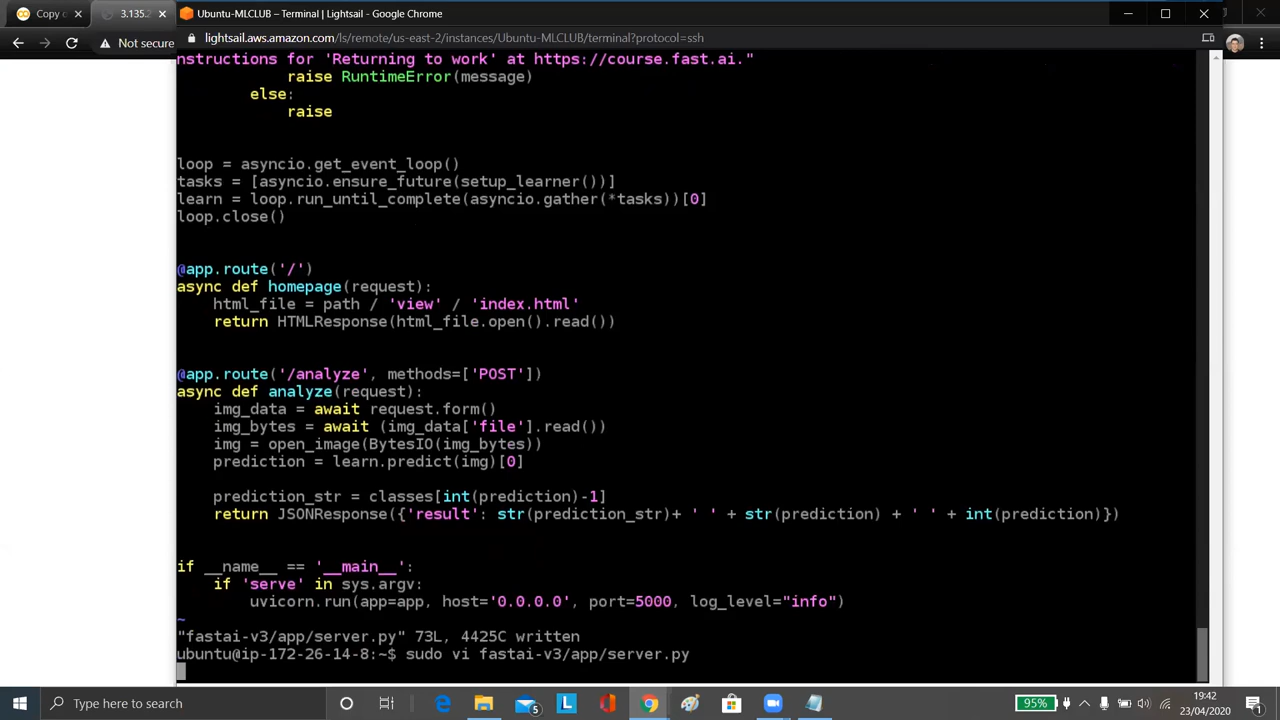 Copy o
3.135.2
Ubuntu-MLCLUB – Terminal | Lightsail - Google Chrome
Not secure
lightsail.aws.amazon.com/ls/remote/us-east-2/instances/Ubuntu-MLCLUB/terminal?protocol=ssh
nstructions for 'Returning to work' at https://course.fast.ai."
raise RuntimeError(message)
else:
raise
loop = asyncio.get_event_loop()
tasks = [asyncio.ensure_future(setup_learner())]
learn = loop.run_until_complete(asyncio.gather(*tasks))[0]
loop.close()
@app.route('/')
async def homepage(request):
html_file = path / 'view' / 'index.html'
return HTMLResponse(html_file.open().read())
@app.route('/analyze', methods=['POST'])
async def analyze(request):
img_data = await request.form()
img_bytes = await (img_data['file'].read())
img = open_image(BytesIO(img_bytes))
prediction = learn.predict(img)[0]
prediction_str = classes[int(prediction)-1]
return JSONResponse({'result': str(prediction_str)+ ' ' + str(prediction) + ' ' + int(prediction)})
if __name__ == '__main__':
if 'serve' in sys.argv:
uvicorn.run(app=app, host='0.0.0.0', port=5000, log_level="info")
~
"fastai-v3/app/server.py" 73L, 4425C written
ubuntu@ip-172-26-14-8:~$ sudo vi fastai-v3/app/server.py
Type here to search
5
L
95%
19:42
23/04/2020
1